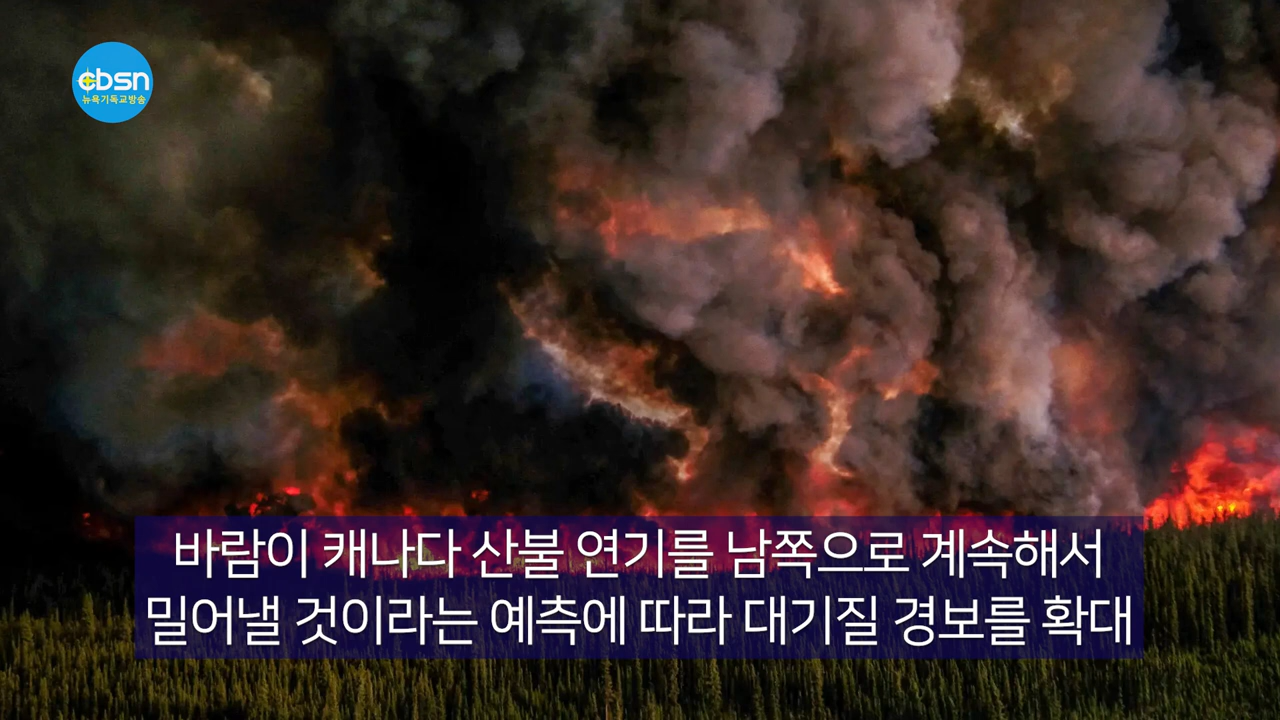 cbsn
뉴욕기독교방송
바람이 캐나다 산불 연기를 남쪽으로 계속해서
밀어낼 것이라는 예측에 따라 대기질 경보를 확대